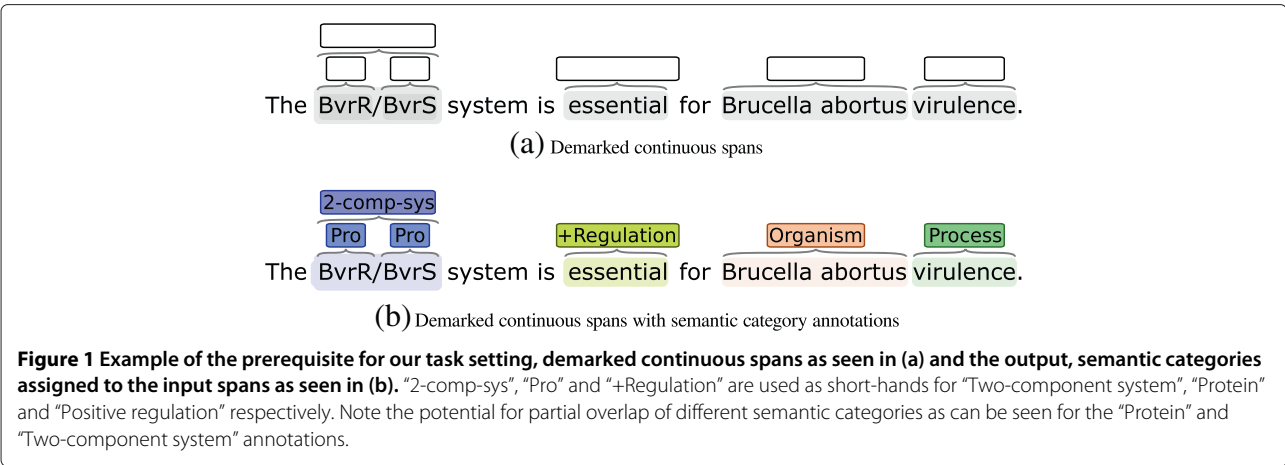 The BvrR/BvrS system is essential for Brucella abortus virulence.
(a) Demarked continuous spans
2-comp-sys
Pro Pro +Regulation Organism Process
The BvrR/BvrS system is essential for Brucella abortus virulence.
(b) Demarked continuous spans with semantic category annotations
Figure 1 Example of the prerequisite for our task setting, demarked continuous spans as seen in (a) and the output, semantic categories
assigned to the input spans as seen in (b). “2-comp-sys”, “Pro” and “+Regulation” are used as short-hands for “Two-component system”, “Protein”
and “Positive regulation” respectively. Note the potential for partial overlap of different semantic categories as can be seen for the “Protein” and
“Two-component system” annotations.